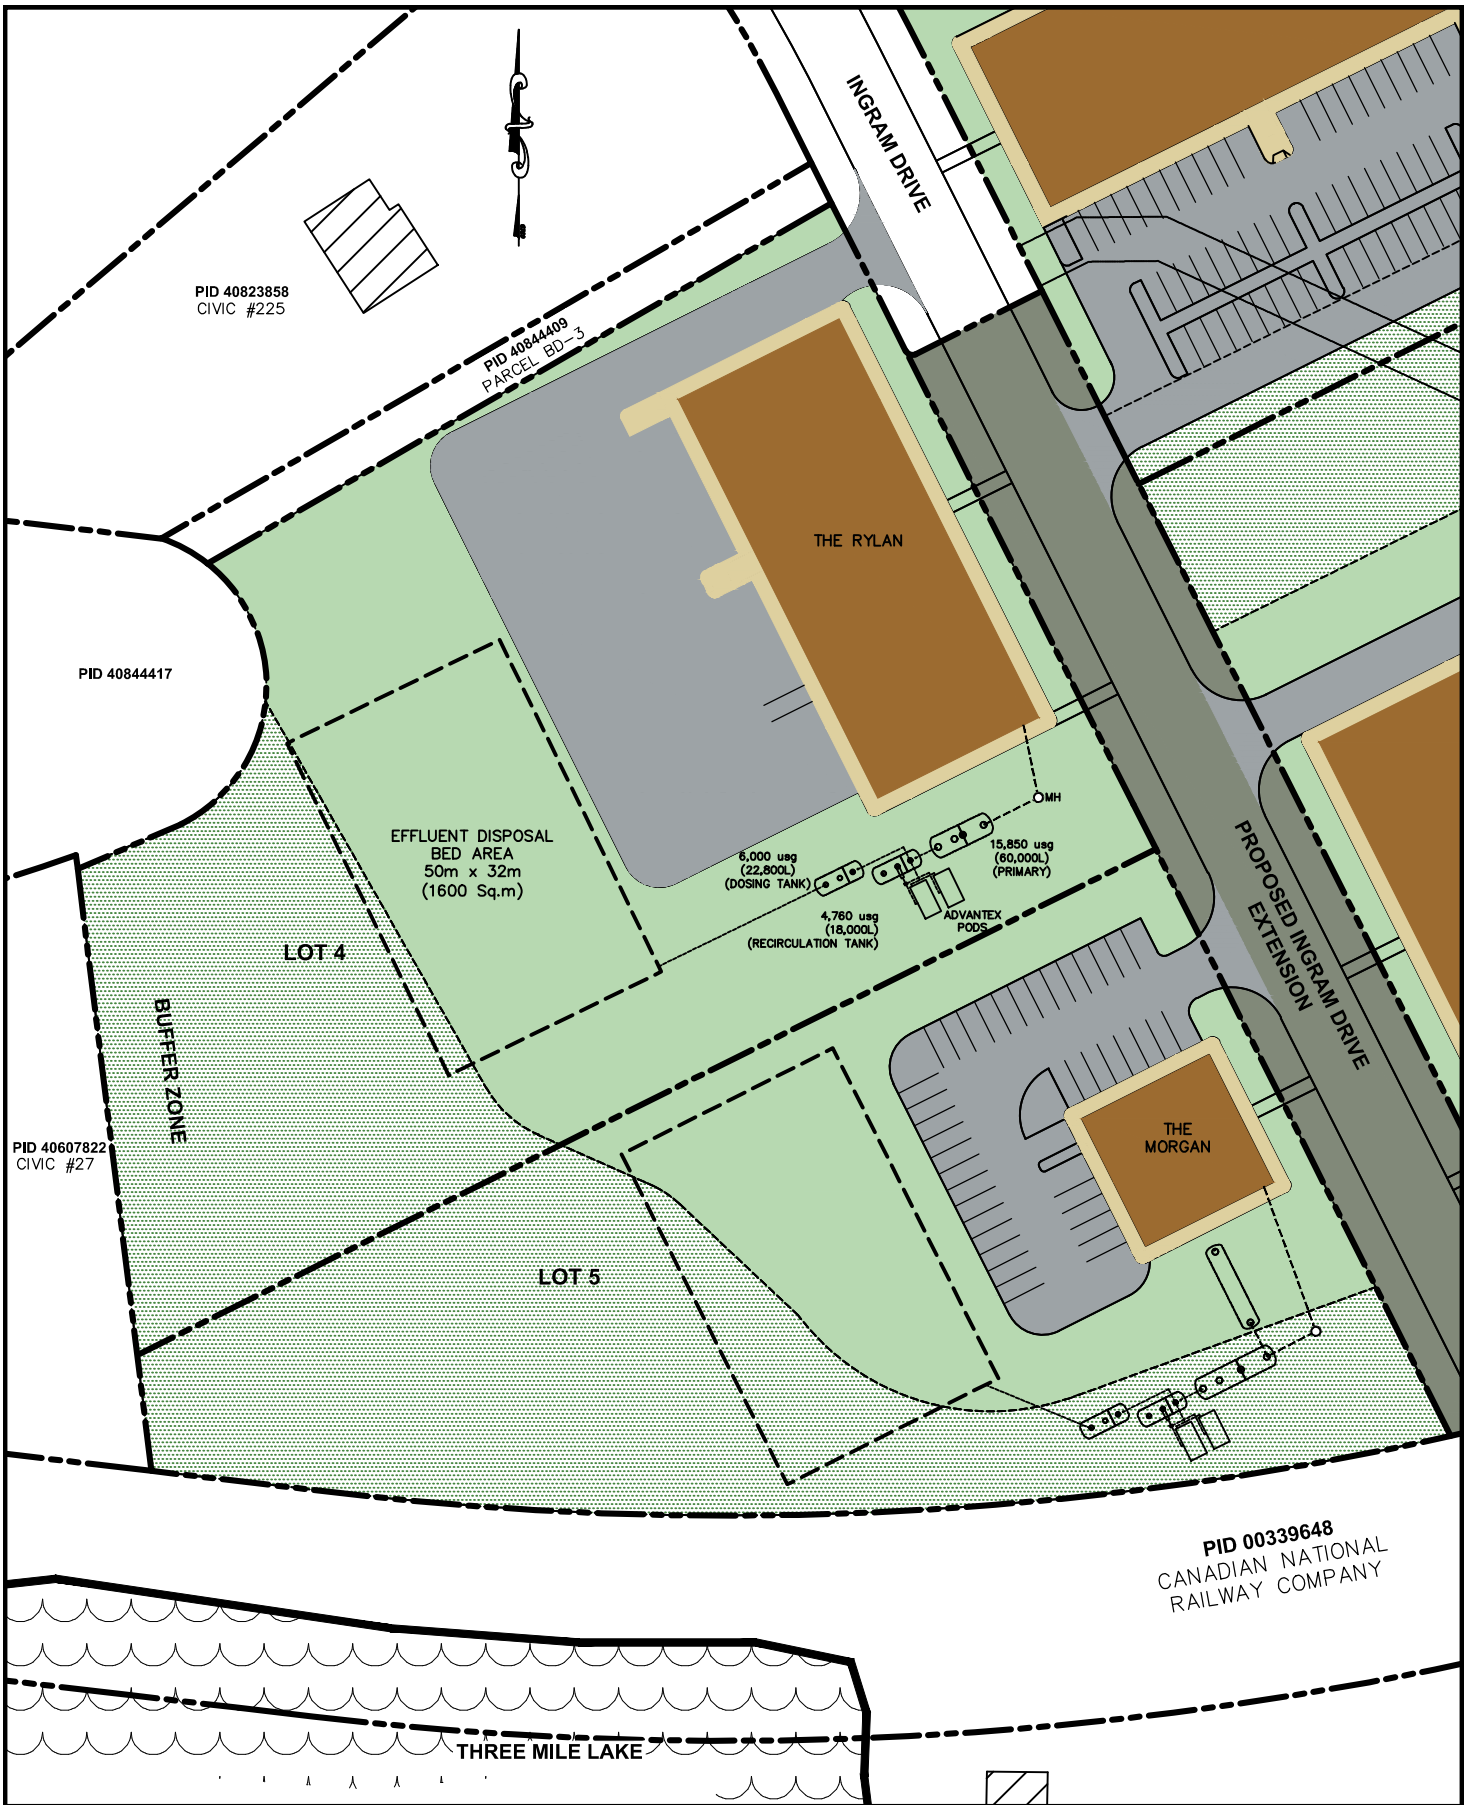 INGRAM DRIVE
PID 40823858
CIVIC #225
PID 40844409
PARCEL BD-3
THE RYLAN
PID 40844417
MH
EFFLUENT DISPOSAL
BED AREA
50m x 32m
(1600 Sq.m)
6,000 usg
(22,800L)
(DOSING TANK)
15,850 usg
(60,000L)
(PRIMARY)
4,760 usg
(18,000L)
(RECIRCULATION TANK)
ADVANTEX
PODS
PROPOSED INGRAM DRIVE
EXTENSION
LOT 4
BUFFER ZONE
THE
MORGAN
PID 40607822
CIVIC #27
LOT 5
PID 00339648
CANADIAN NATIONAL
RAILWAY COMPANY
THREE MILE LAKE